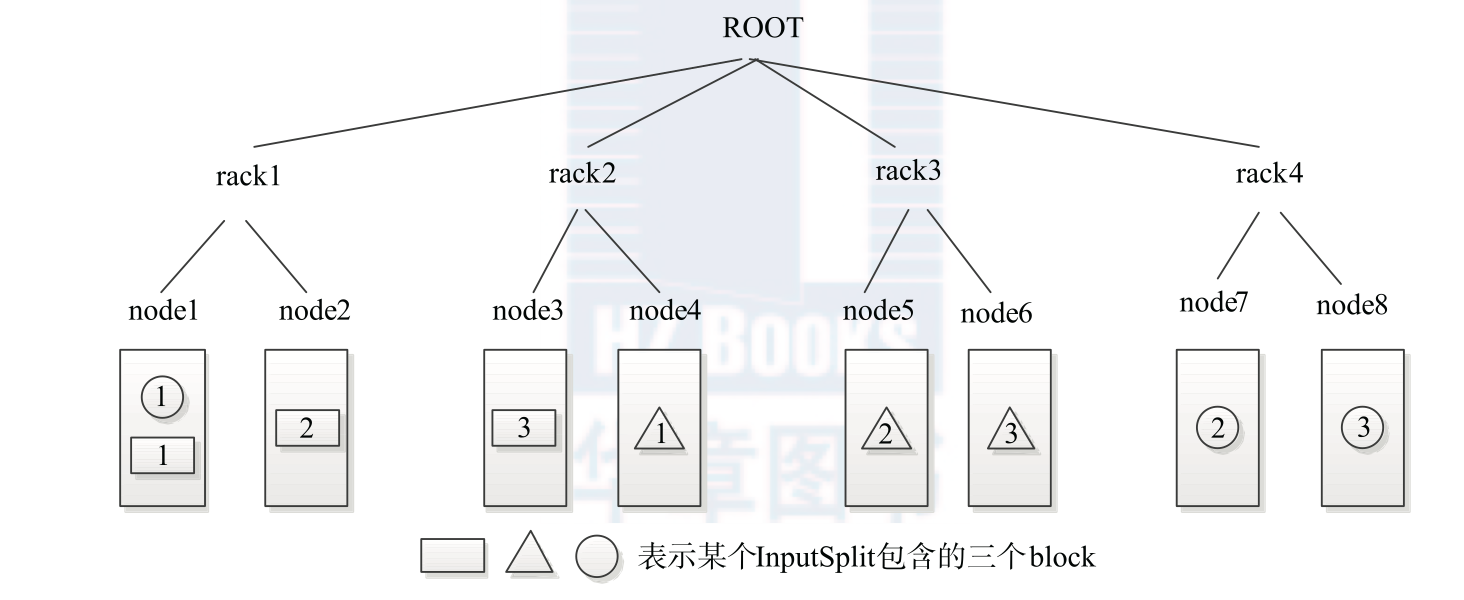 ROOT
rack1 rack2 rack3 rack4
node1 node2 node3 node4 node5 node6 node7 node8
HZ BOOKS
1 2 3 1 2 3 2 3
1
华章图书
表示某个InputSplit包含的三个block